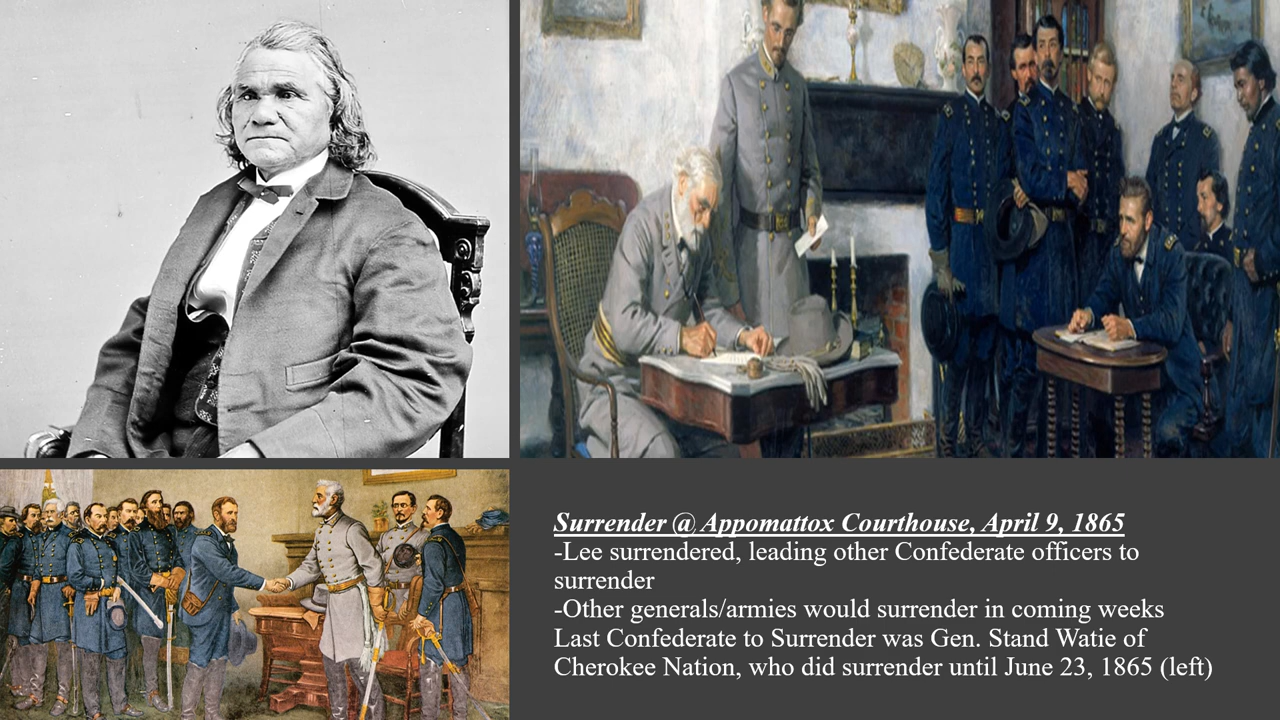 Surrender @ Appomattox Courthouse, April 9, 1865
-Lee surrendered, leading other Confederate officers to
surrender
-Other generals/armies would surrender in coming weeks
Last Confederate to Surrender was Gen. Stand Watie of
Cherokee Nation, who did surrender until June 23, 1865 (left)